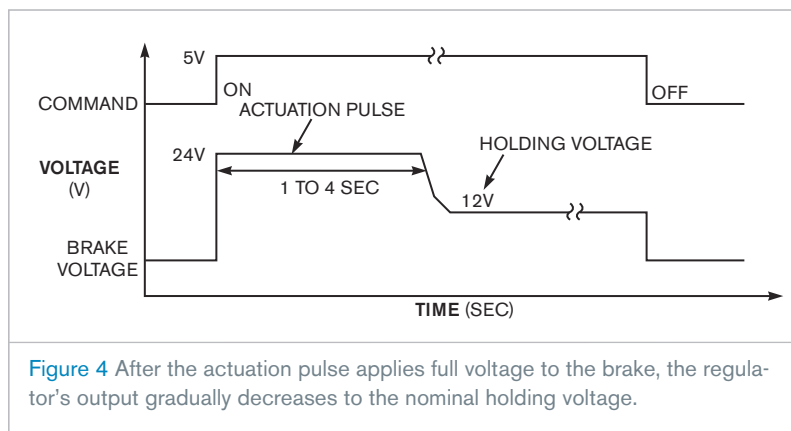 5V
ON
COMMAND
OFF
ACTUATION PULSE
HOLDING VOLTAGE
24V
VOLTAGE
(V)
1 TO 4 SEC
12V
BRAKE
VOLTAGE
TIME (SEC)
Figure 4 After the actuation pulse applies full voltage to the brake, the regula-
tor's output gradually decreases to the nominal holding voltage.